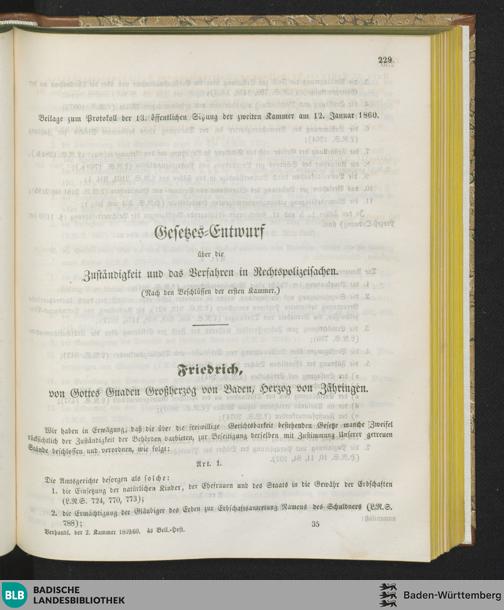 229
Beilage zum Protokoll der 13. öffentlichen Sitzung der zweiten Kammer am 12. Januar 1860.
Gesetzes-Entwurf
über die
Zuständigkeit und das Verfahren in Rechtspolizeisachen.
(Nach den Beschlüssen der ersten Kammer.)
Friedrich,
von Gottes Gnaden Großherzog von Baden, Herzog von Zähringen.
Wir haben in Erwägung, daß die über die freiwillige Gerichtsbarkeit bestehenden Gesetze manche Zweifel
rücksichtlich der Zuständigkeit der Behörden darbieten, zur Beseitigung derselben mit Zustimmung Unserer getreuen
Stände beschlossen und verordnen, wie folgt:
Art. 1.
Die Amtsgerichte besorgen als solche:
1. die Einsetzung der natürlichen Kinder, der Ehefrauen und des Staats in die Gewähr der Erbschaften
(L.R.S. 724, 770, 773);
2. die Ermächtigung der Gläubiger des Erben zur Erbschaftsantretung Namens des Schuldners (L.R.S.
788);
Verhandl. der 2. Kammer 1859/60. 4s Beil.-Heft. 35
BLB BADISCHE
LANDESBIBLIOTHEK
Baden-Württemberg